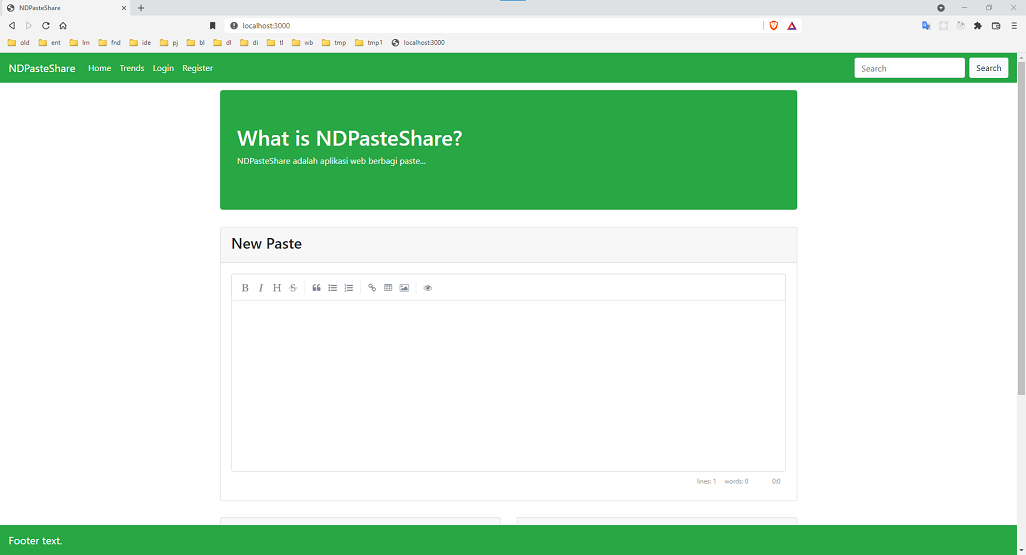 NDPasteShare
localhost:3000
old ent lm fnd ide pj bl dl di tl wb tmp tmp1 localhost:3000
NDPasteShare Home Trends Login Register Search Search
What is NDPasteShare?
NDPasteShare adalah aplikasi web berbagi paste...
New Paste
B I H S
lines: 1 words: 0 0:0
Footer text.